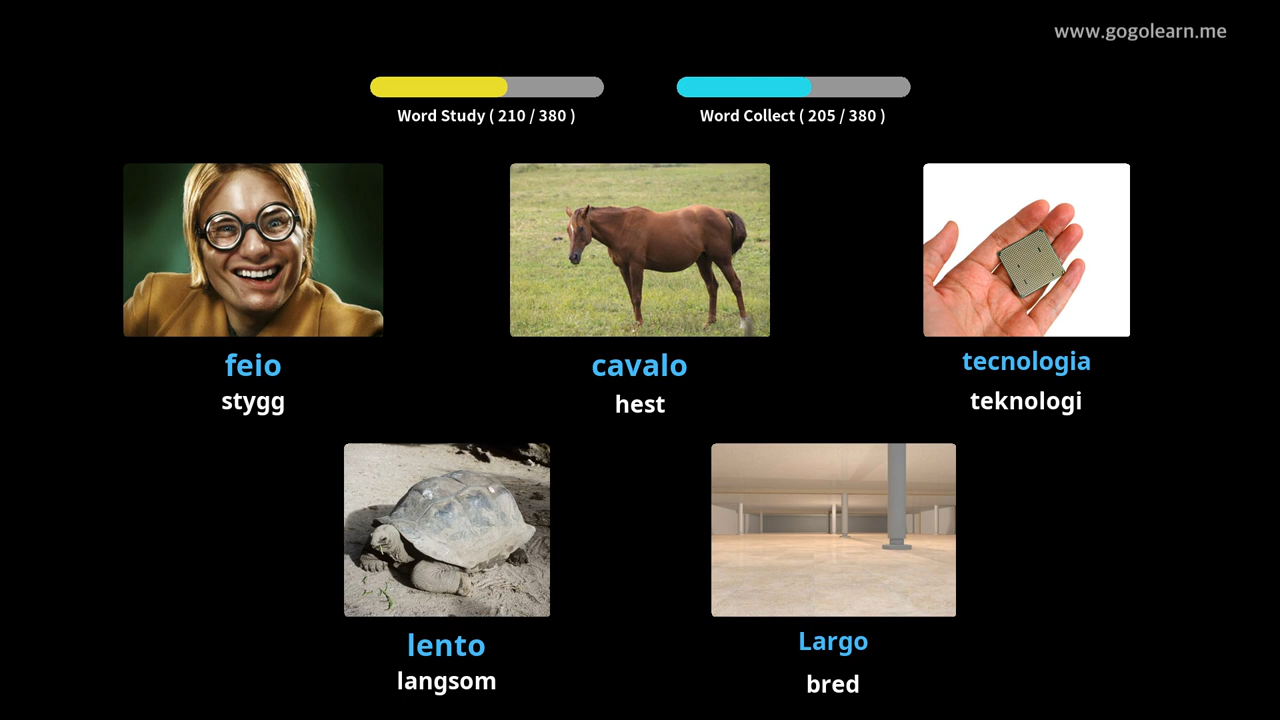 www.gogolearn.me
Word Study ( 210 / 380 )
Word Collect ( 205 / 380 )
feio
stygg
cavalo
hest
tecnologia
teknologi
lento
langsom
Largo
bred